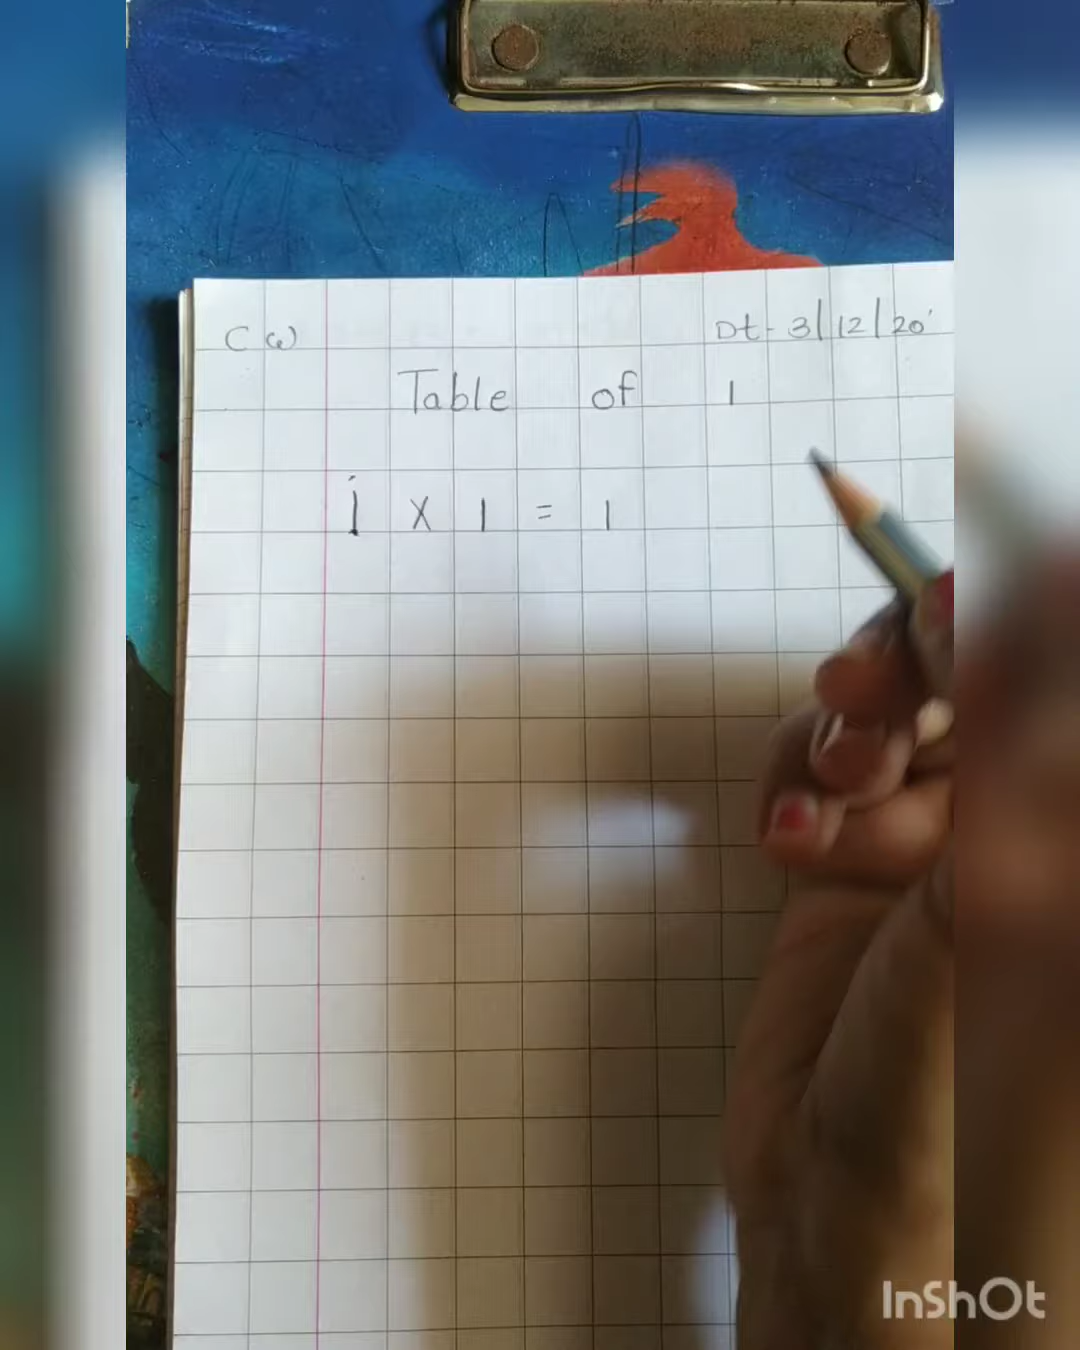 CW Dt- 3/12/20
Table of 1
1 x 1 = 1
InShOt